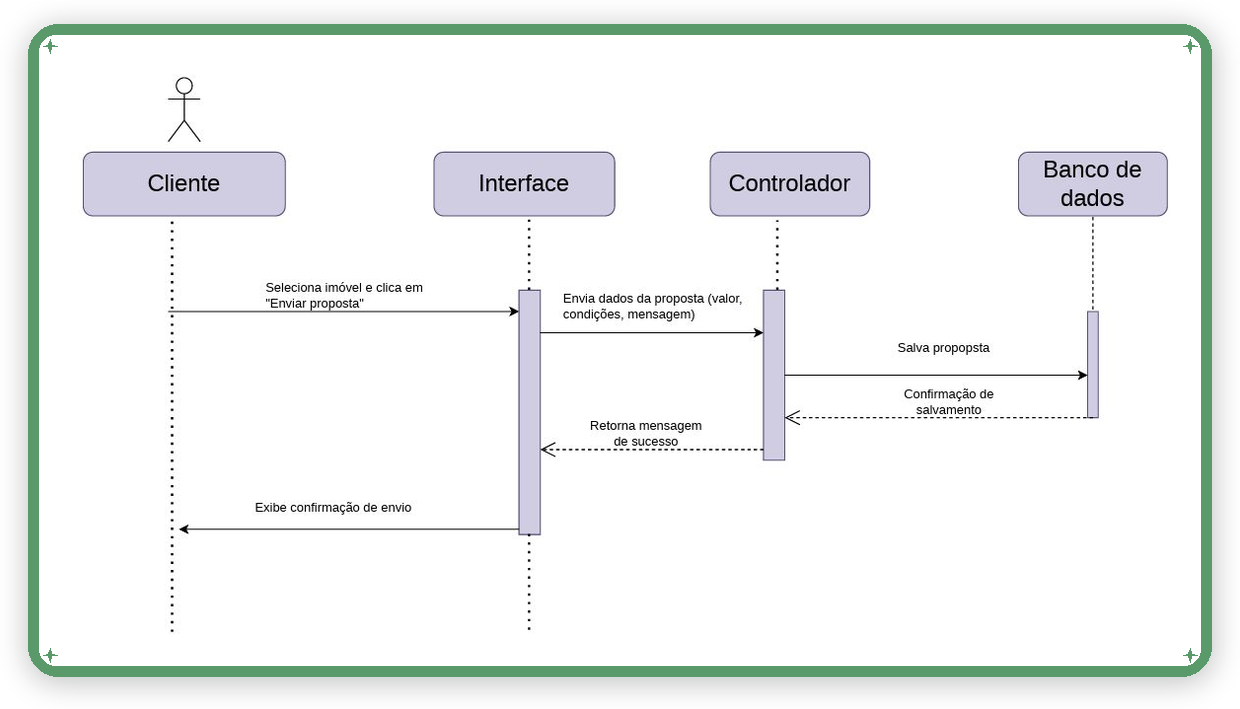 Cliente
Interface
Controlador
Banco de
dados
Seleciona imóvel e clica em
"Enviar proposta"
Envia dados da proposta (valor,
condições, mensagem)
Salva propopsta
Confirmação de
salvamento
Retorna mensagem
de sucesso
Exibe confirmação de envio